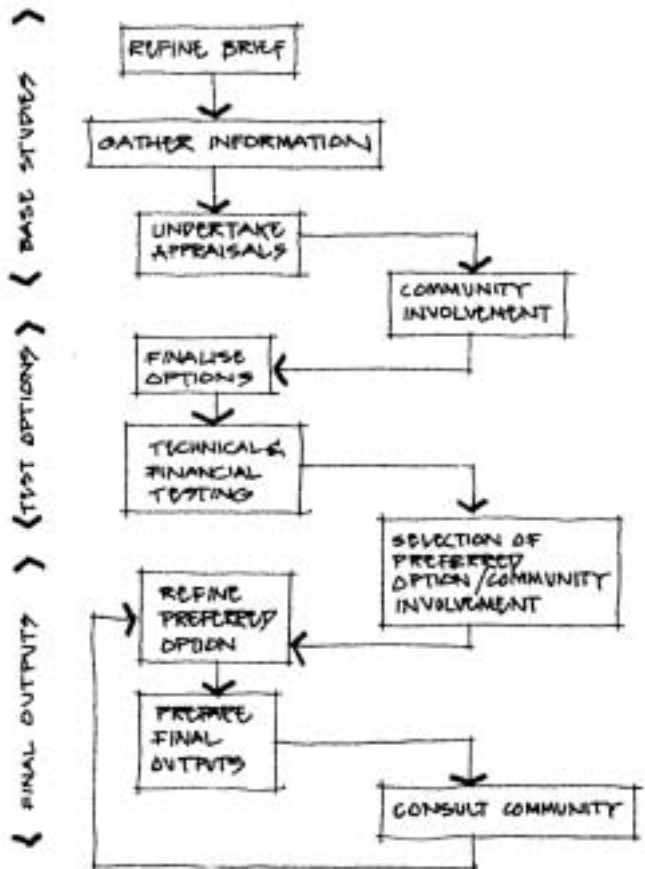 BASE STUDIES
REFINE BRIEF
GATHER INFORMATION
UNDERTAKE
APPRAISALS
COMMUNITY
INVOLVEMENT
TEST OPTIONS
FINALISE
OPTIONS
TECHNICAL &
FINANCIAL
TESTING
SELECTION OF
PREFERRED
OPTION/COMMUNITY
INVOLVEMENT
FINAL OUTPUTS
REFINE
PREFERRED
OPTION
PREPARE
FINAL
OUTPUTS
CONSULT COMMUNITY